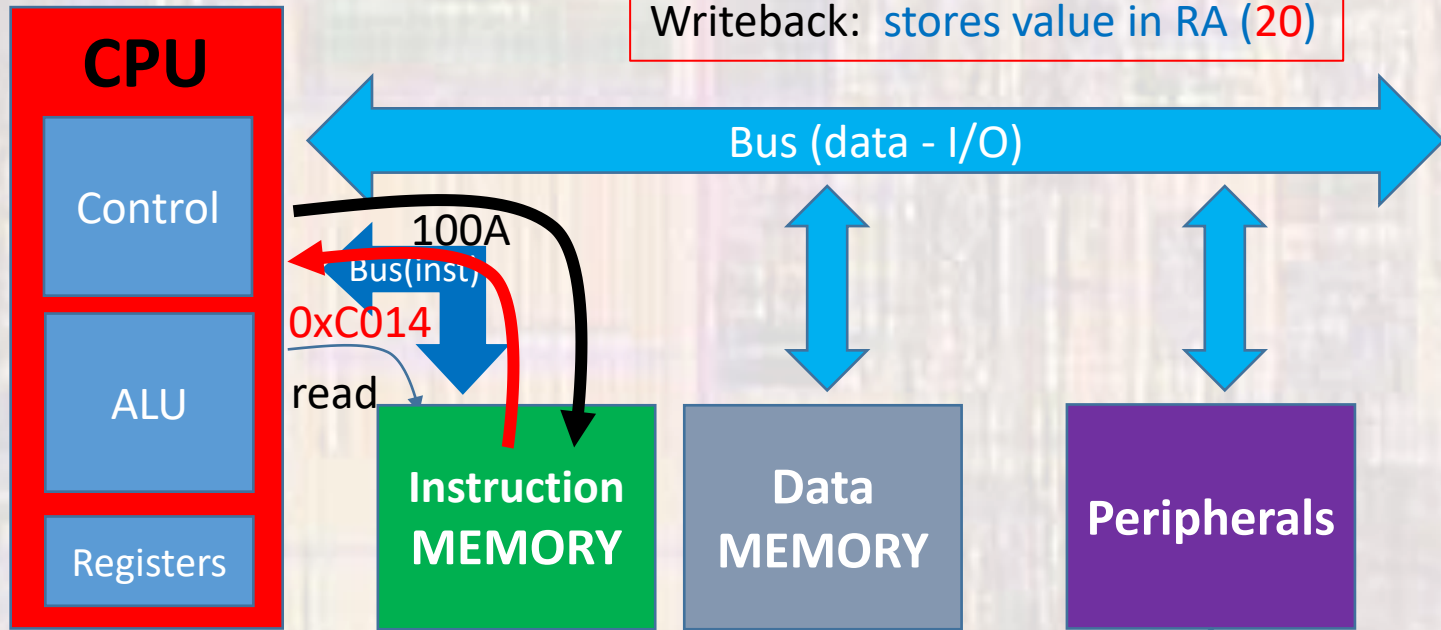 Writeback: stores value in RA (20)
CPU
Bus (data - I/O)
Control
100A
Bus(inst)
0xC014
read
ALU
Registers
Instruction
MEMORY
Data
MEMORY
Peripherals